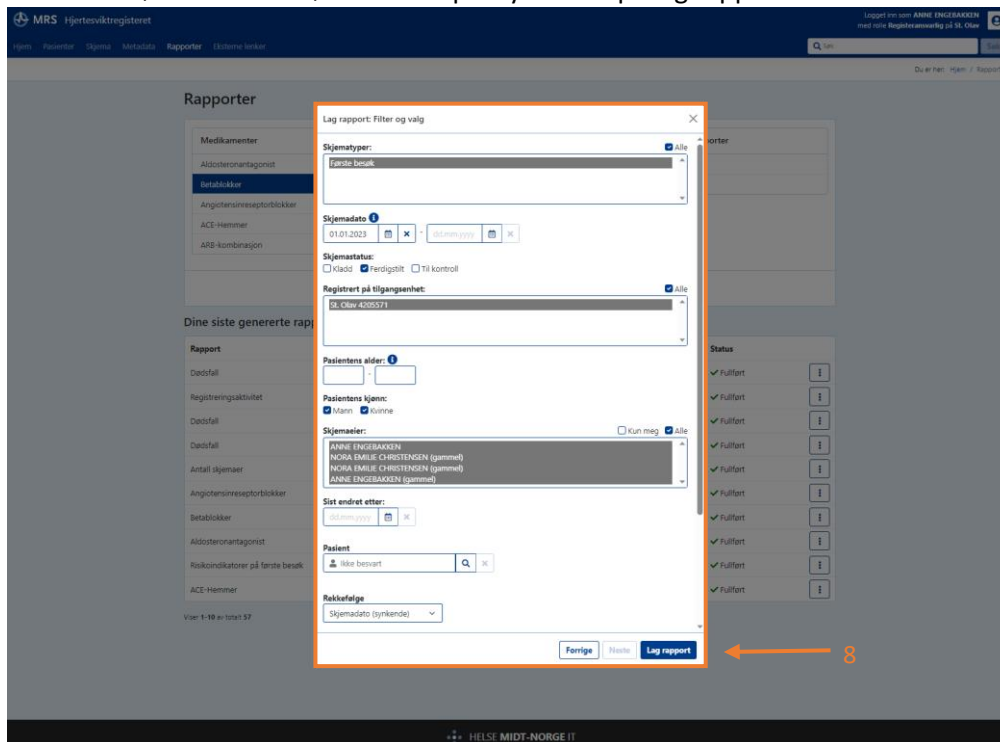 MRS Hjertesviktregisteret
Logget inn som ANNE ENGEBAKKEN
med rolle Registeransvarlig på St. Olav
Hjem Pasienter Skjema Metadata Rapporter Eksterne lenker
Søk
Du er her: Hjem / Rapport
Rapporter
Lag rapport: Filter og valg
Medikamenter
Aldosteronantagonist
Betablokker
Angiotensinreseptorblokker
ACE-Hemmer
ARB-kombinasjon
porter
Skjematyper:
Alle
Første besøk
Skjemadato
01.01.2023 - dd.mm.yyyy
Skjemastatus:
Kladd Ferdigstilt Til kontroll
Registrert på tilgangsenhet:
Alle
St. Olav 4205571
Pasientens alder:
-
Pasientens kjønn:
Mann Kvinne
Skjemaeier:
Kun meg Alle
ANNE ENGEBAKKEN
NORA EMILIE CHRISTENSEN (gammel)
NORA EMILIE CHRISTENSEN (gammel)
ANNE ENGEBAKKEN (gammel)
Sist endret etter:
dd.mm.yyyy
Pasient
Ikke besvart
Rekkefølge
Skjemadato (synkende)
Forrige Neste Lag rapport
8
Dine siste genererte rapp
Rapport Status
Dødsfall Fullført
Registreringsaktivitet Fullført
Dødsfall Fullført
Dødsfall Fullført
Antall skjemaer Fullført
Angiotensinreseptorblokker Fullført
Betablokker Fullført
Aldosteronantagonist Fullført
Risikoindikatorer på første besøk Fullført
ACE-Hemmer Fullført
Viser 1-10 av totalt 57
HELSE MIDT-NORGE IT